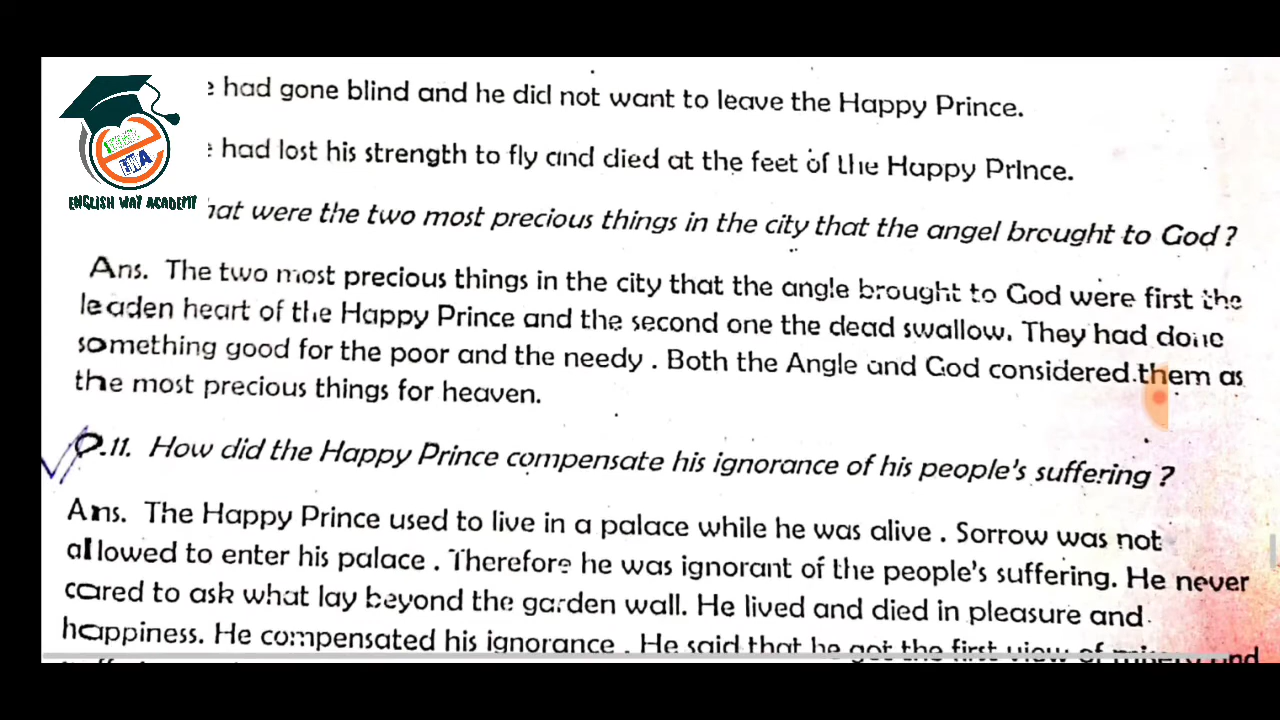 had gone blind and he did not want to leave the Happy Prince.
had lost his strength to fly and died at the feet of the Happy Prince.
ENGLISH WAY ACADEMY
hat were the two most precious things in the city that the angel brought to God ?
Ans. The two most precious things in the city that the angle brought to God were first the
leaden heart of the Happy Prince and the second one the dead swallow. They had done
something good for the poor and the needy . Both the Angle and God considered them as
the most precious things for heaven.
Q.11. How did the Happy Prince compensate his ignorance of his people's suffering ?
Ans. The Happy Prince used to live in a palace while he was alive . Sorrow was not
allowed to enter his palace . Therefore he was ignorant of the people's suffering. He never
cared to ask what lay beyond the garden wall. He lived and died in pleasure and
happiness. He compensated his ignorance . He said that he got the first view of misery and